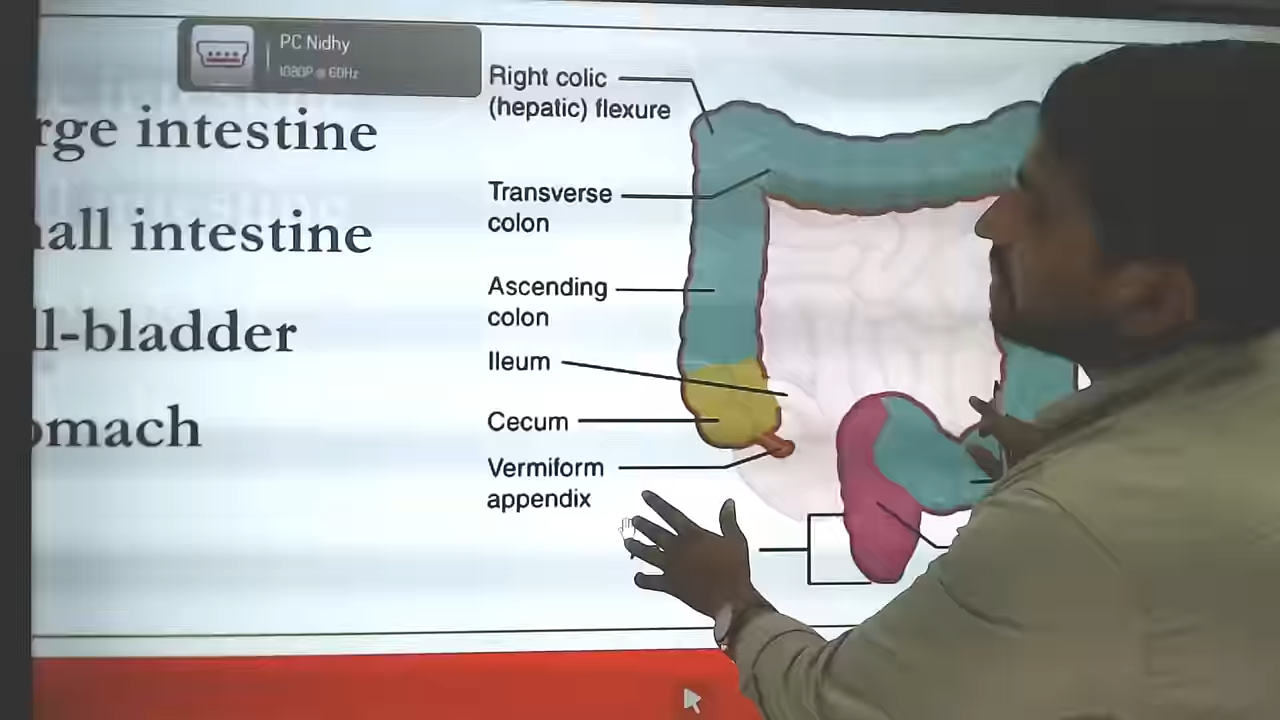 PC Nidhy
1080P @ 60Hz
rge intestine
all intestine
ll-bladder
omach
Right colic
(hepatic) flexure
Transverse
colon
Ascending
colon
Ileum
Cecum
Vermiform
appendix